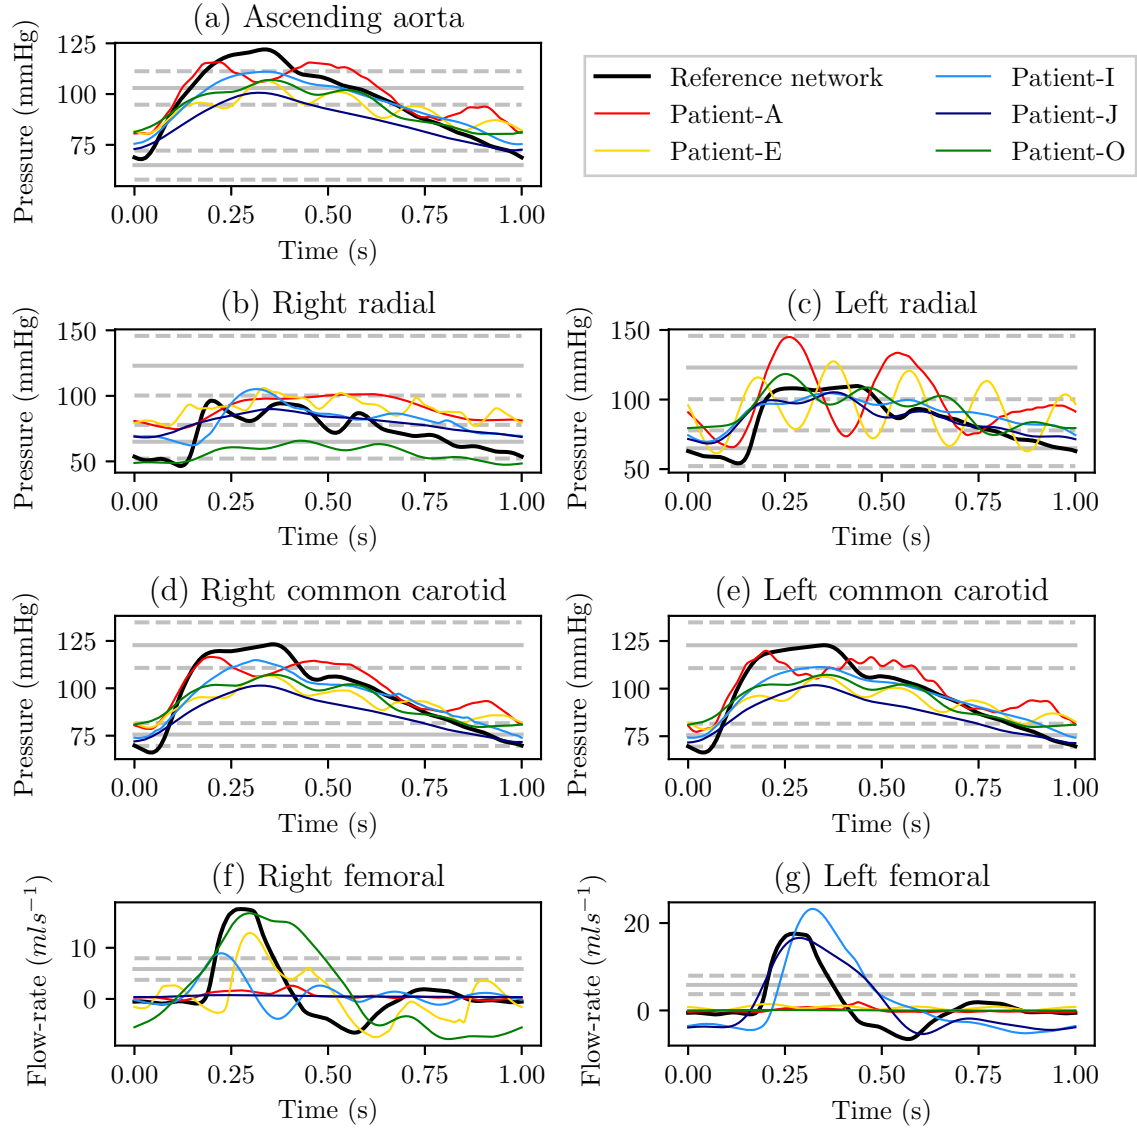 (a) Ascending aorta
Pressure (mmHg)
125
100
75
0.00 0.25 0.50 0.75 1.00
Time (s)
Reference network
Patient-A
Patient-E
Patient-I
Patient-J
Patient-O
(b) Right radial
Pressure (mmHg)
150
100
50
0.00 0.25 0.50 0.75 1.00
Time (s)
(c) Left radial
Pressure (mmHg)
150
100
50
0.00 0.25 0.50 0.75 1.00
Time (s)
(d) Right common carotid
Pressure (mmHg)
125
100
75
0.00 0.25 0.50 0.75 1.00
Time (s)
(e) Left common carotid
Pressure (mmHg)
125
100
75
0.00 0.25 0.50 0.75 1.00
Time (s)
(f) Right femoral
Flow-rate (mls⁻¹)
10
0
0.00 0.25 0.50 0.75 1.00
Time (s)
(g) Left femoral
Flow-rate (mls⁻¹)
20
0
0.00 0.25 0.50 0.75 1.00
Time (s)